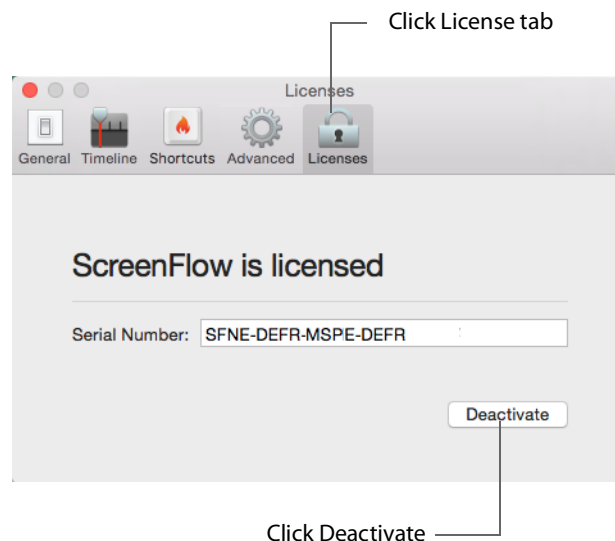 Click License tab
Licenses
General Timeline Shortcuts Advanced Licenses
ScreenFlow is licensed
Serial Number: SFNE-DEFR-MSPE-DEFR
Deactivate
Click Deactivate